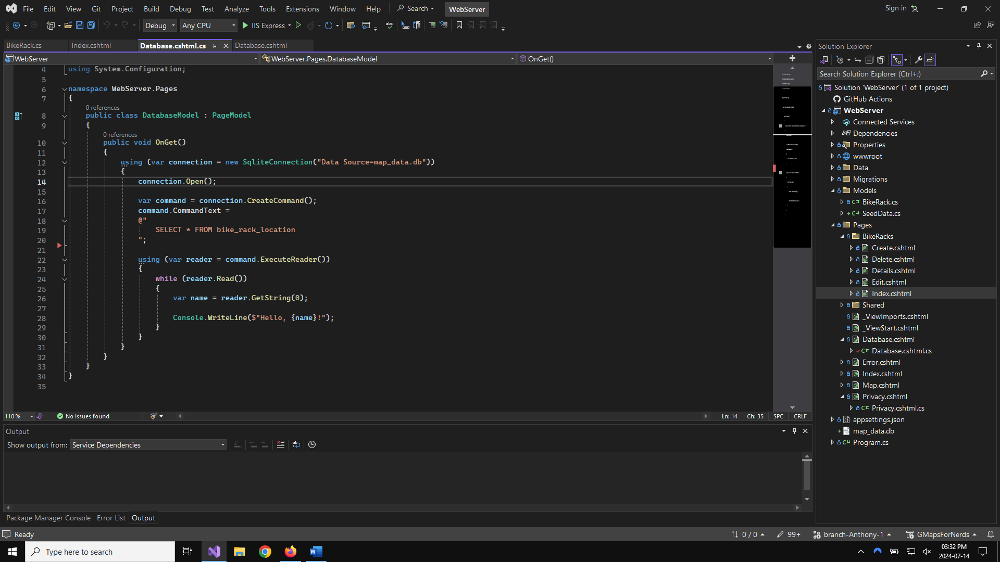 File Edit View Git Project Build Debug Test Analyze Tools Extensions Window Help Search WebServer Sign in
Debug Any CPU IIS Express
BikeRack.cs Index.cshtml Database.cshtml.cs Database.cshtml
WebServer WebServer.Pages.DatabaseModel OnGet()
4 using System.Configuration;
5
6 namespace WebServer.Pages
7 {
0 references
8 public class DatabaseModel : PageModel
9 {
0 references
10 public void OnGet()
11 {
12 using (var connection = new SqliteConnection("Data Source=map_data.db"))
13 {
14 connection.Open();
15
16 var command = connection.CreateCommand();
17 command.CommandText =
18 @"
19 SELECT * FROM bike_rack_location
20 ";
21
22 using (var reader = command.ExecuteReader())
23 {
24 while (reader.Read())
25 {
26 var name = reader.GetString(0);
27
28 Console.WriteLine($"Hello, {name}!");
29 }
30 }
31 }
32 }
33 }
34 }
35
110 % No issues found Ln: 14 Ch: 35 SPC CRLF
Output
Show output from: Service Dependencies
Package Manager Console Error List Output
Solution Explorer
Search Solution Explorer (Ctrl+;)
Solution 'WebServer' (1 of 1 project)
GitHub Actions
WebServer
Connected Services
Dependencies
Properties
wwwroot
Data
Migrations
Models
C# BikeRack.cs
+ C# SeedData.cs
Pages
BikeRacks
Create.cshtml
Delete.cshtml
Details.cshtml
Edit.cshtml
Index.cshtml
Shared
_ViewImports.cshtml
_ViewStart.cshtml
Database.cshtml
C# Database.cshtml.cs
Error.cshtml
Index.cshtml
Map.cshtml
Privacy.cshtml
C# Privacy.cshtml.cs
appsettings.json
+ map_data.db
C# Program.cs
Ready 0 / 0 99+ branch-Anthony-1 GMapsForNerds
Type here to search
03:32 PM
2024-07-14